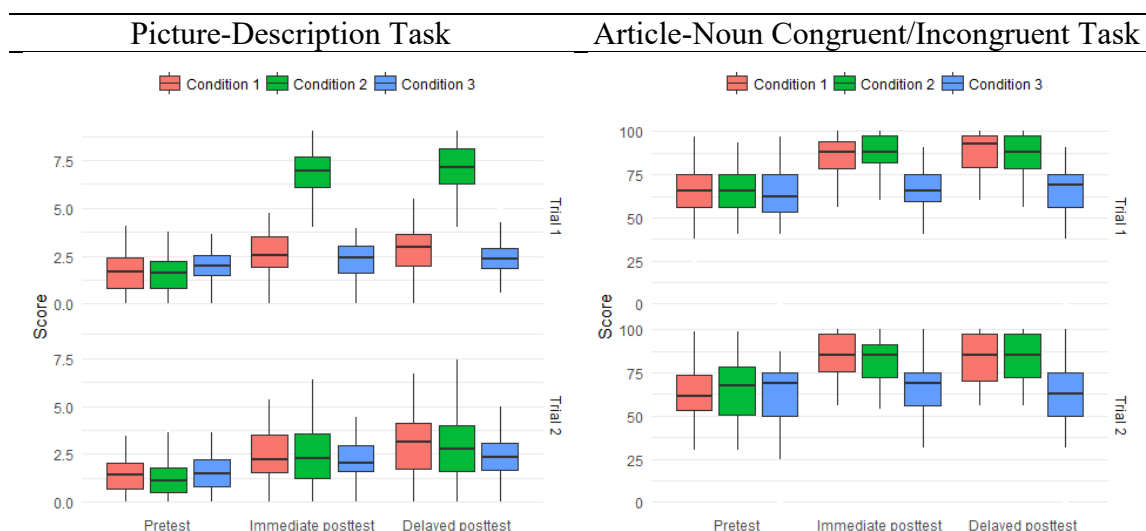 Picture-Description Task
Article-Noun Congruent/Incongruent Task
Condition 1 Condition 2 Condition 3
7.5
5.0
2.5
0.0
Trial 1
Score
7.5
5.0
2.5
0.0
Trial 2
Pretest Immediate posttest Delayed posttest
Condition 1 Condition 2 Condition 3
100
75
50
25
0
Trial 1
Score
100
75
50
25
0
Trial 2
Pretest Immediate posttest Delayed posttest